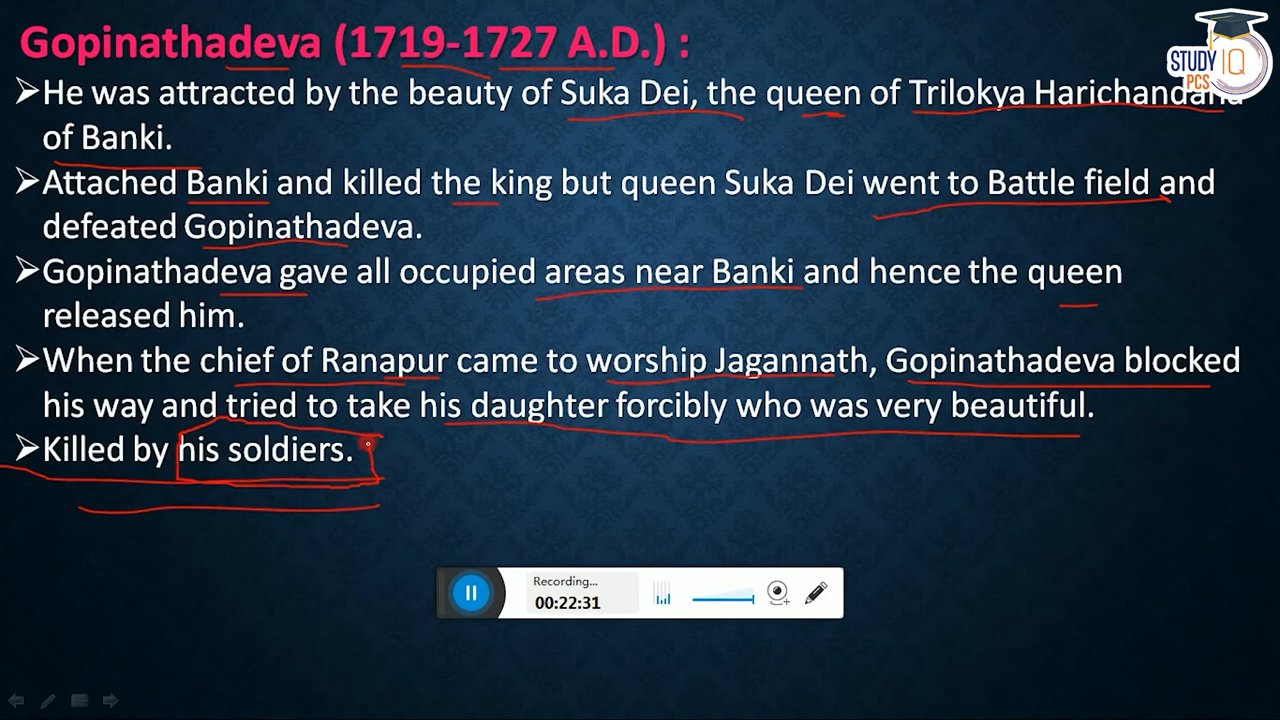 Gopinathadeva (1719-1727 A.D.) :
STUDY IQ
PCS
➢He was attracted by the beauty of Suka Dei, the queen of Trilokya Harichandana
of Banki.
➢Attached Banki and killed the king but queen Suka Dei went to Battle field and
defeated Gopinathadeva.
➢Gopinathadeva gave all occupied areas near Banki and hence the queen
released him.
➢When the chief of Ranapur came to worship Jagannath, Gopinathadeva blocked
his way and tried to take his daughter forcibly who was very beautiful.
➢Killed by his soldiers.
Recording...
00:22:31